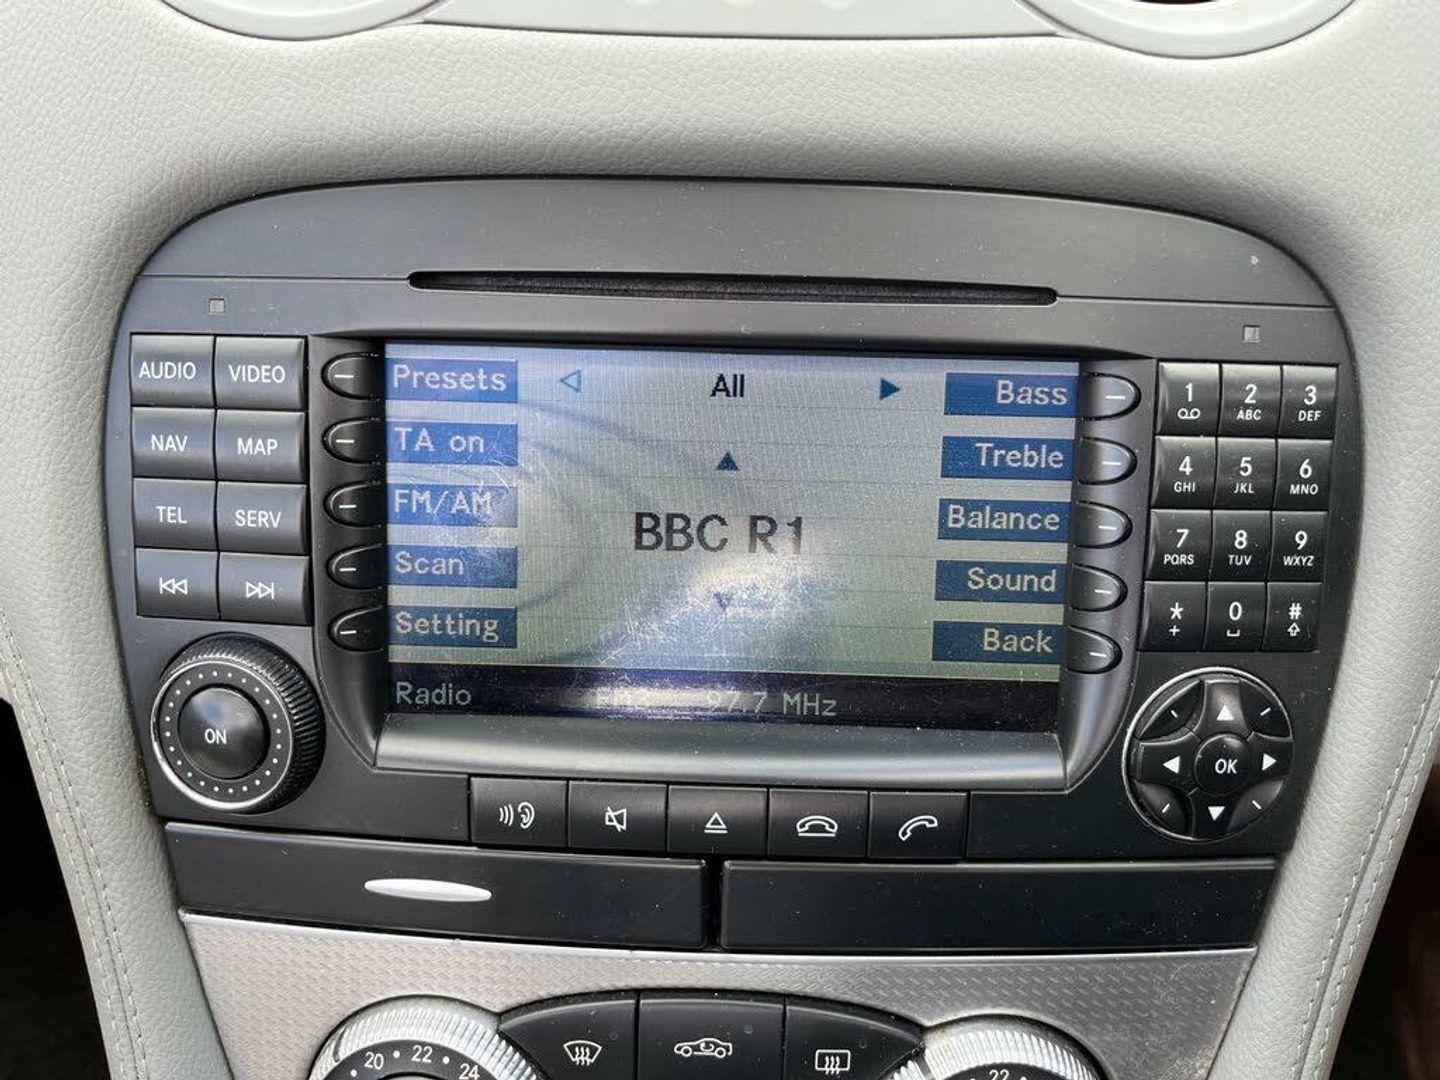 AUDIO VIDEO
NAV MAP
TEL SERV
ON
Presets All Bass
TA on Treble
FM/AM BBC R1 Balance
Scan Sound
Setting Back
Radio 97.7 MHz
1 2 ABC 3 DEF
4 GHI 5 JKL 6 MNO
7 PQRS 8 TUV 9 WXYZ
* + 0 #
OK
20 22 24
22